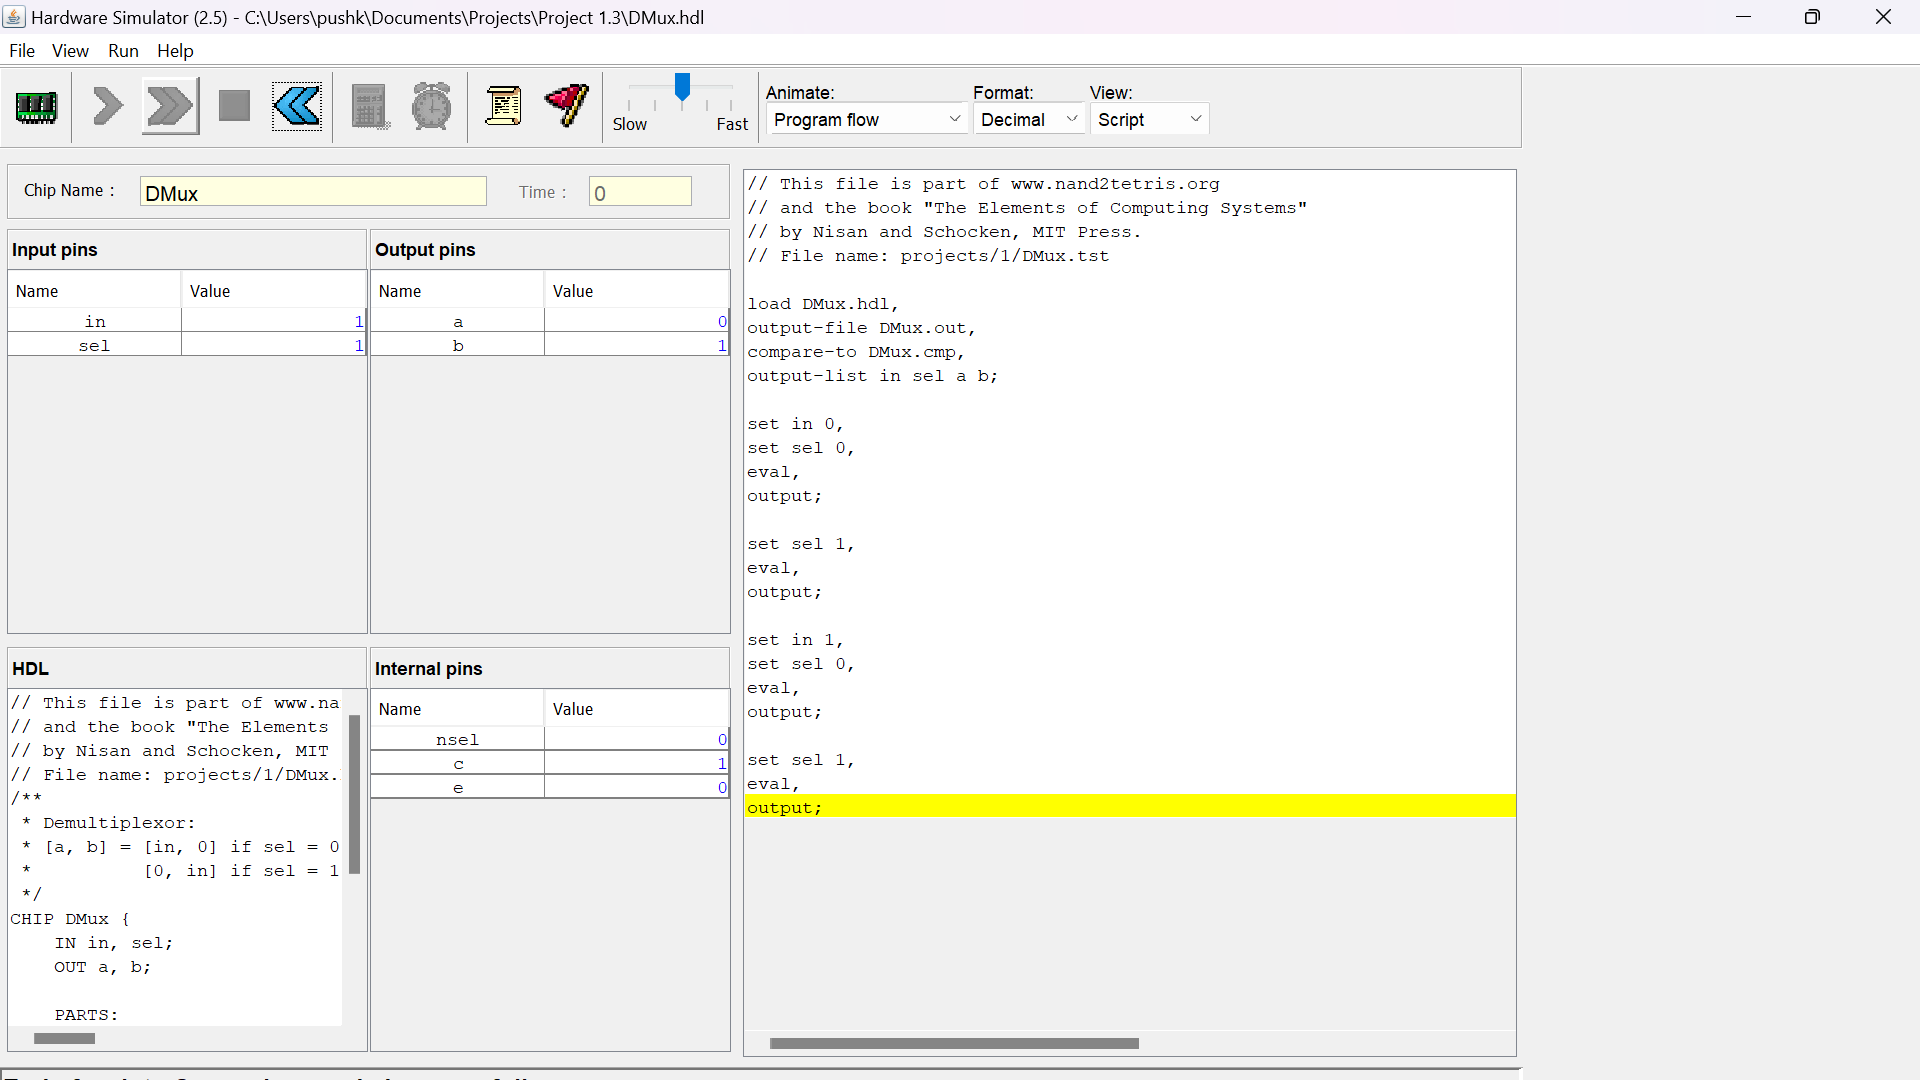 Hardware Simulator (2.5) - C:\Users\pushk\Documents\Projects\Project 1.3\DMux.hdl
File View Run Help
Slow Fast
Animate: Format: View:
Program flow Decimal Script
Chip Name : DMux Time : 0
Input pins
Name Value
in 1
sel 1
Output pins
Name Value
a 0
b 1
HDL
// This file is part of www.na
// and the book "The Elements
// by Nisan and Schocken, MIT
// File name: projects/1/DMux.
/**
* Demultiplexor:
* [a, b] = [in, 0] if sel = 0
* [0, in] if sel = 1
*/
CHIP DMux {
IN in, sel;
OUT a, b;
PARTS:
Internal pins
Name Value
nsel 0
c 1
e 0
// This file is part of www.nand2tetris.org
// and the book "The Elements of Computing Systems"
// by Nisan and Schocken, MIT Press.
// File name: projects/1/DMux.tst
load DMux.hdl,
output-file DMux.out,
compare-to DMux.cmp,
output-list in sel a b;
set in 0,
set sel 0,
eval,
output;
set sel 1,
eval,
output;
set in 1,
set sel 0,
eval,
output;
set sel 1,
eval,
output;